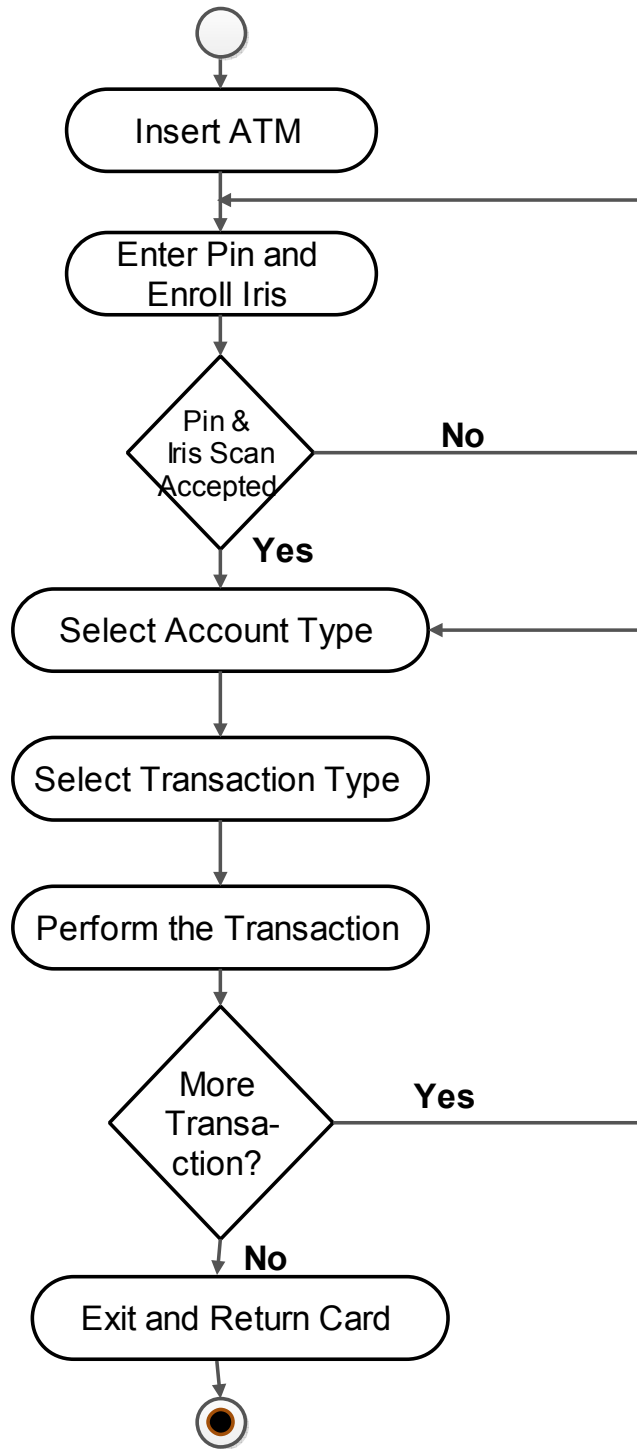 Insert ATM
Enter Pin and
Enroll Iris
Pin &
Iris Scan
Accepted
No
Yes
Select Account Type
Select Transaction Type
Perform the Transaction
More
Transa-
ction?
Yes
No
Exit and Return Card